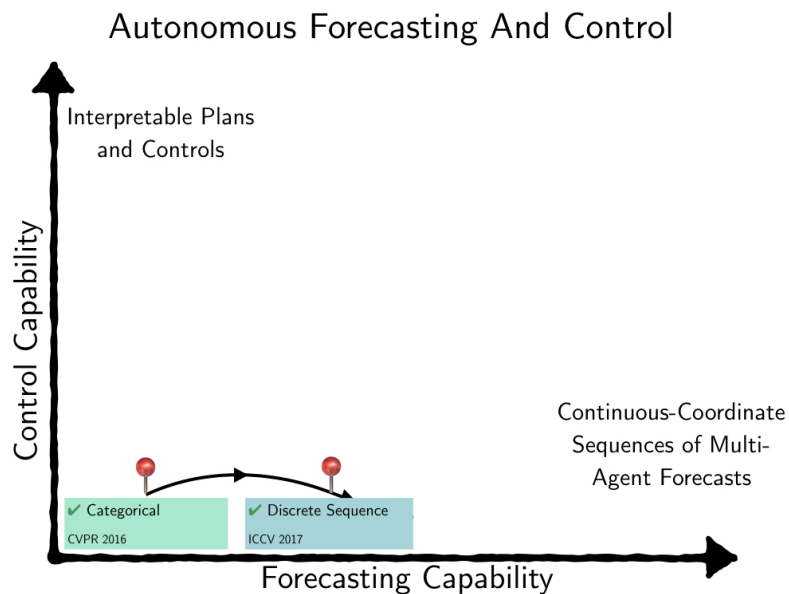 Autonomous Forecasting And Control
Interpretable Plans
and Controls
Control Capability
Continuous-Coordinate
Sequences of Multi-
Agent Forecasts
✔ Categorical
CVPR 2016
✔ Discrete Sequence
ICCV 2017
Forecasting Capability